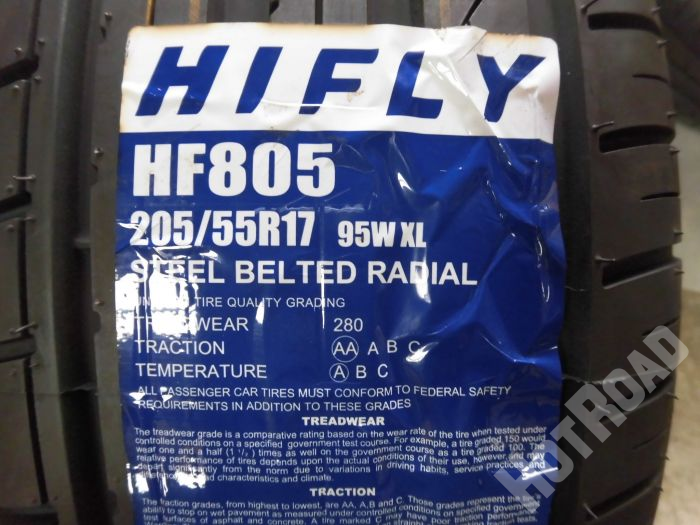 HIFLY
HF805
205/55R17 95W XL
STEEL BELTED RADIAL
TIRE QUALITY GRADING
TREADWEAR 280
TRACTION AA A B C
TEMPERATURE A B C
ALL PASSENGER CAR TIRES MUST CONFORM TO FEDERAL SAFETY
REQUIREMENTS IN ADDITION TO THESE GRADES
TREADWEAR
The treadwear grade is a comparative rating based on the wear rate of the tire when tested under
controlled conditions on a specified government test course. For example, a tire graded 150 would
wear one and a half (1 1/2) times as well on the government course as a tire graded 100. The
relative performance of tires depends upon the actual conditions of their use, however, and may
depart significantly from the norm due to variations in driving habits, service practices and
differences in road characteristics and climate.
TRACTION
The traction grades, from highest to lowest, are AA, A,B and C. Those grades represent the tire's
ability to stop on wet pavement as measured under controlled conditions on specified government
test surfaces of asphalt and concrete. A tire marked C may have poor traction performance.
HOTROAD